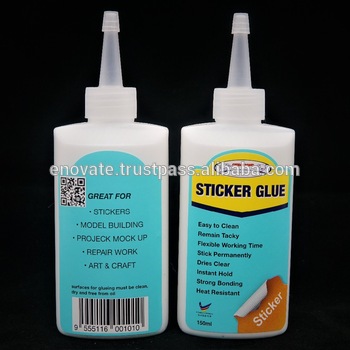 enovate.trustpass.alibaba.com
GREAT FOR
• STICKERS
• MODEL BUILDING
• PROJECK MOCK UP
• REPAIR WORK
• ART & CRAFT
surfaces for glueing must be clean,
dry and free from oil
9 555116 001010
STICKER GLUE
Easy to Clean
Remain Tacky
Flexible Working Time
Stick Permanently
Dries Clear
Instant Hold
Strong Bonding
Heat Resistant
150ml
Sticker